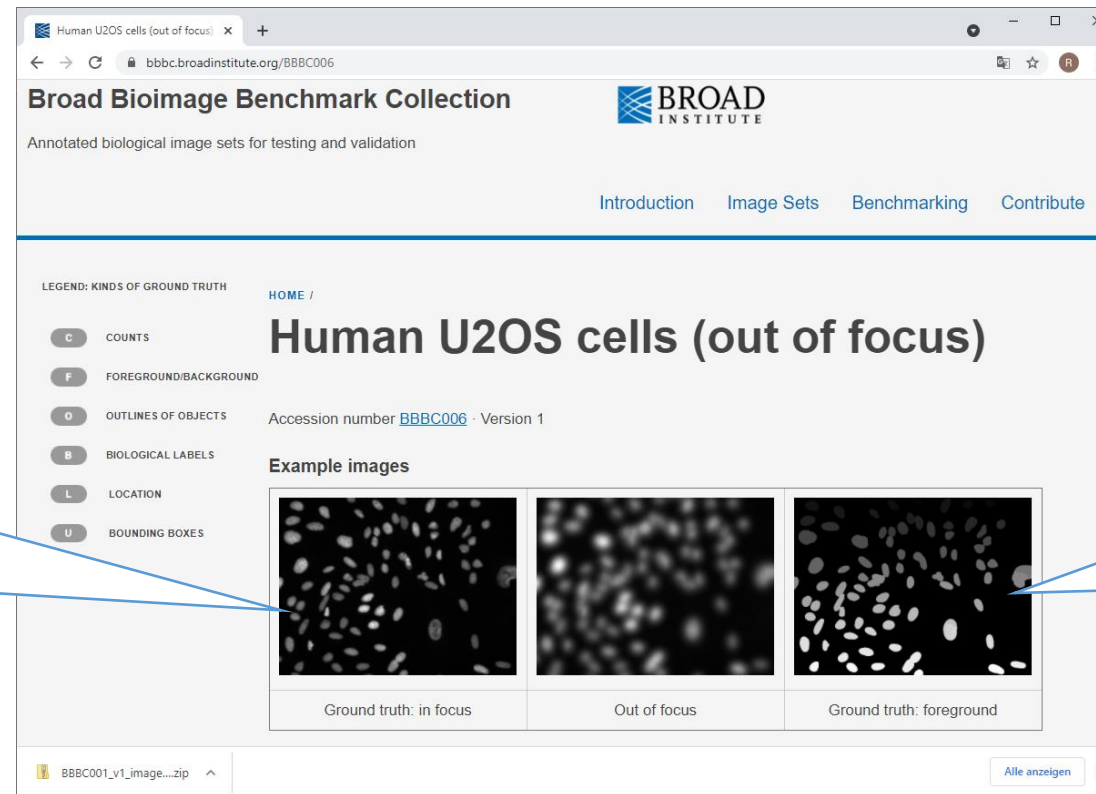 Human U2OS cells (out of focus)
bbbc.broadinstitute.org/BBBC006
R
Broad Bioimage Benchmark Collection
BROAD
INSTITUTE
Annotated biological image sets for testing and validation
Introduction Image Sets Benchmarking Contribute
LEGEND: KINDS OF GROUND TRUTH
C COUNTS
F FOREGROUND/BACKGROUND
O OUTLINES OF OBJECTS
B BIOLOGICAL LABELS
L LOCATION
U BOUNDING BOXES
HOME /
Human U2OS cells (out of focus)
Accession number BBBC006 · Version 1
Example images
Ground truth: in focus Out of focus Ground truth: foreground
BBBC001_v1_image....zip
Alle anzeigen